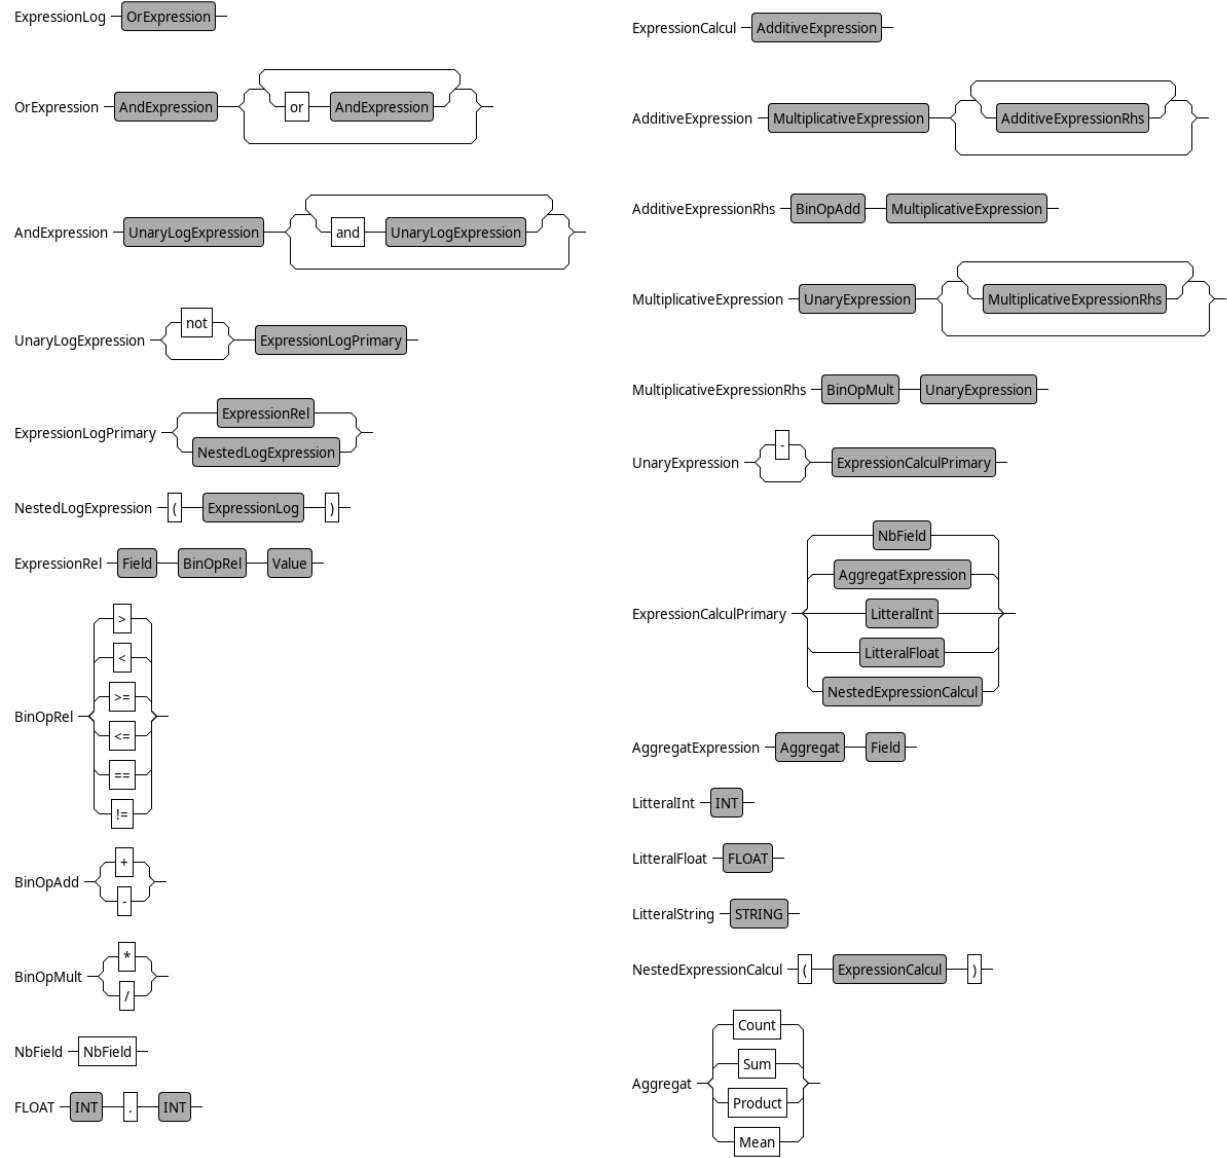 ExpressionLog OrExpression
OrExpression AndExpression or AndExpression
AndExpression UnaryLogExpression and UnaryLogExpression
not
UnaryLogExpression ExpressionLogPrimary
ExpressionRel
ExpressionLogPrimary
NestedLogExpression
NestedLogExpression ( ExpressionLog )
ExpressionRel Field BinOpRel Value
>
<
>=
BinOpRel
<=
==
!=
+
BinOpAdd
-
*
BinOpMult
/
NbField NbField
FLOAT INT . INT
ExpressionCalcul AdditiveExpression
AdditiveExpression MultiplicativeExpression AdditiveExpressionRhs
AdditiveExpressionRhs BinOpAdd MultiplicativeExpression
MultiplicativeExpression UnaryExpression MultiplicativeExpressionRhs
MultiplicativeExpressionRhs BinOpMult UnaryExpression
-
UnaryExpression ExpressionCalculPrimary
NbField
AggregatExpression
ExpressionCalculPrimary LitteralInt
LitteralFloat
NestedExpressionCalcul
AggregatExpression Aggregat Field
LitteralInt INT
LitteralFloat FLOAT
LitteralString STRING
NestedExpressionCalcul ( ExpressionCalcul )
Count
Sum
Aggregat
Product
Mean